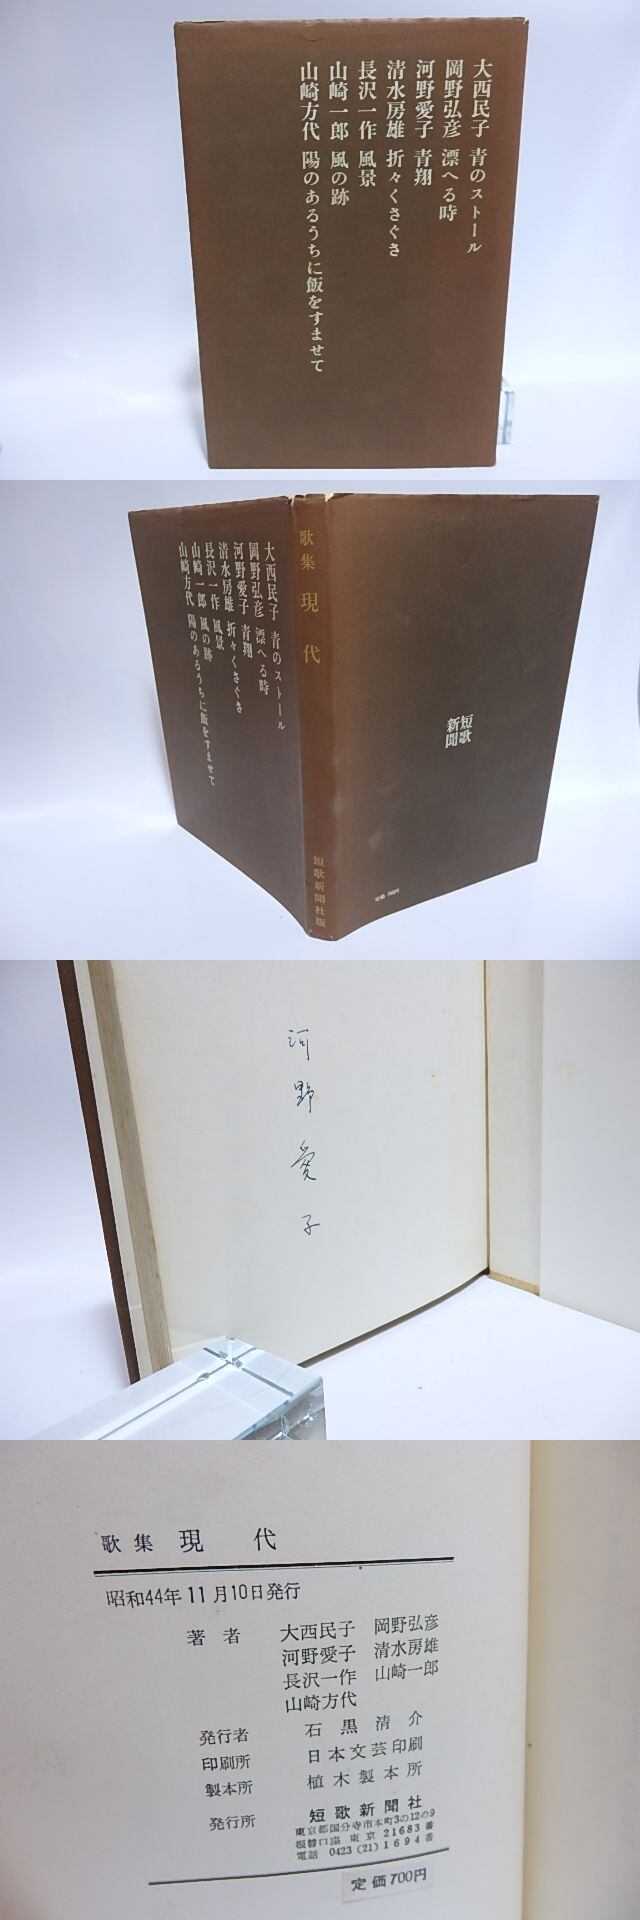 大西民子 青のストール
岡野弘彦 漂へる時
河野愛子 青翔
清水房雄 折々くさぐさ
長沢一作 風景
山崎一郎 風の跡
山崎方代 陽のあるうちに飯をすませて
大西民子 青のストール
岡野弘彦 漂へる時
河野愛子 青翔
清水房雄 折々くさぐさ
長沢一作 風景
山崎一郎 風の跡
山崎方代 陽のあるうちに飯をすませて
歌集 現代
短歌新聞社版
短歌
新聞
定価 700円
河野愛子
歌集 現代
昭和44年11月10日発行
著者 大西民子 岡野弘彦
河野愛子 清水房雄
長沢一作 山崎一郎
山崎方代
発行者 石黒清介
印刷所 日本文芸印刷
製本所 植木製本所
発行所 短歌新聞社
東京都国分寺市本町3の12の9
振替口座 東京 21683番
電話 0423(21)1694番
定価700円